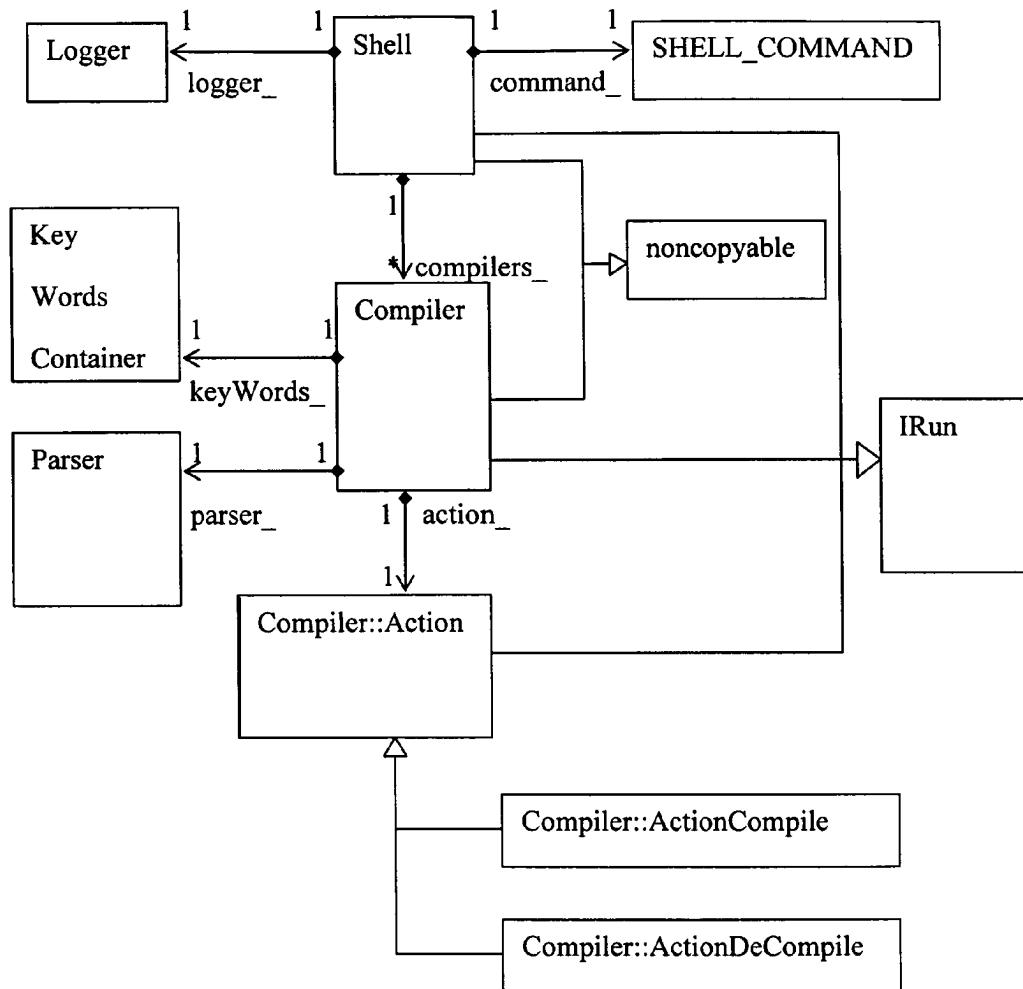 1 1 1 1
Logger Shell SHELL_COMMAND
logger_ command_
1
Key
noncopyable
Words
* compilers_
Compiler
1 1
Container
keyWords_
IRun
1 1
Parser
parser_ 1 action_
1
Compiler::Action
Compiler::ActionCompile
Compiler::ActionDeCompile